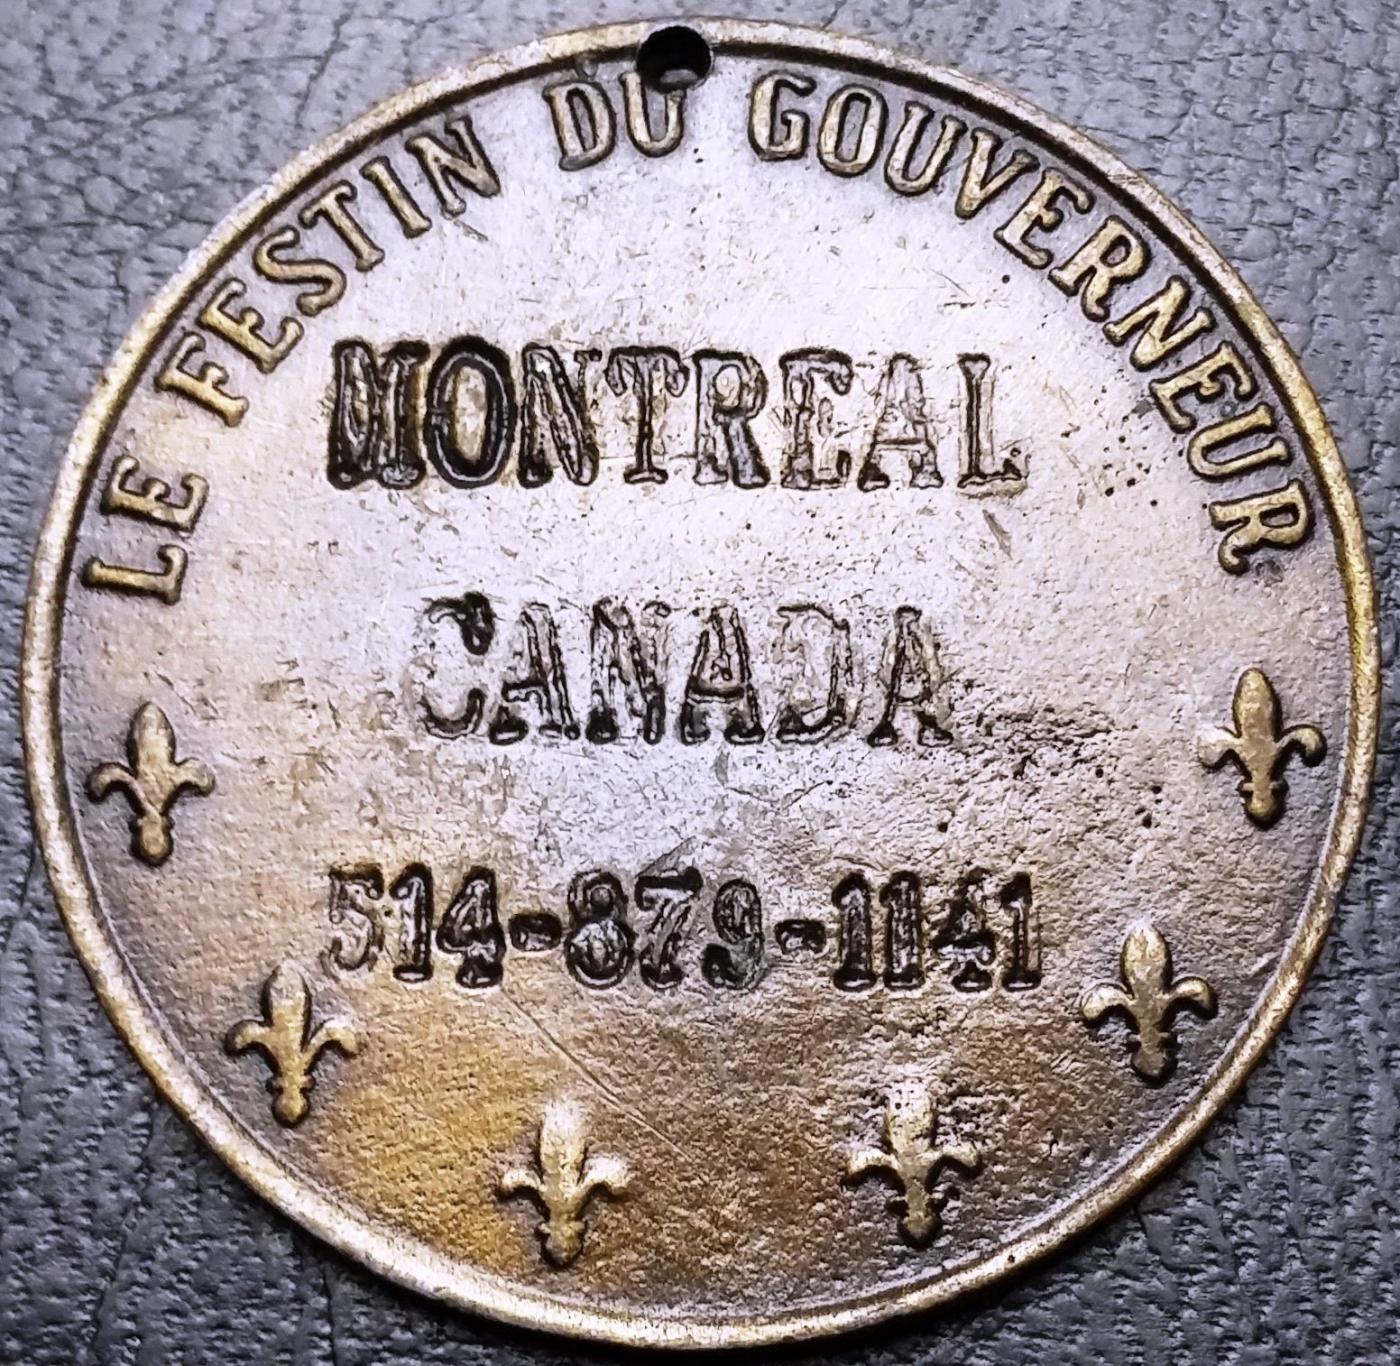 LE FESTIN DU GOUVERNEUR
MONTREAL
CANADA
514-879-1141